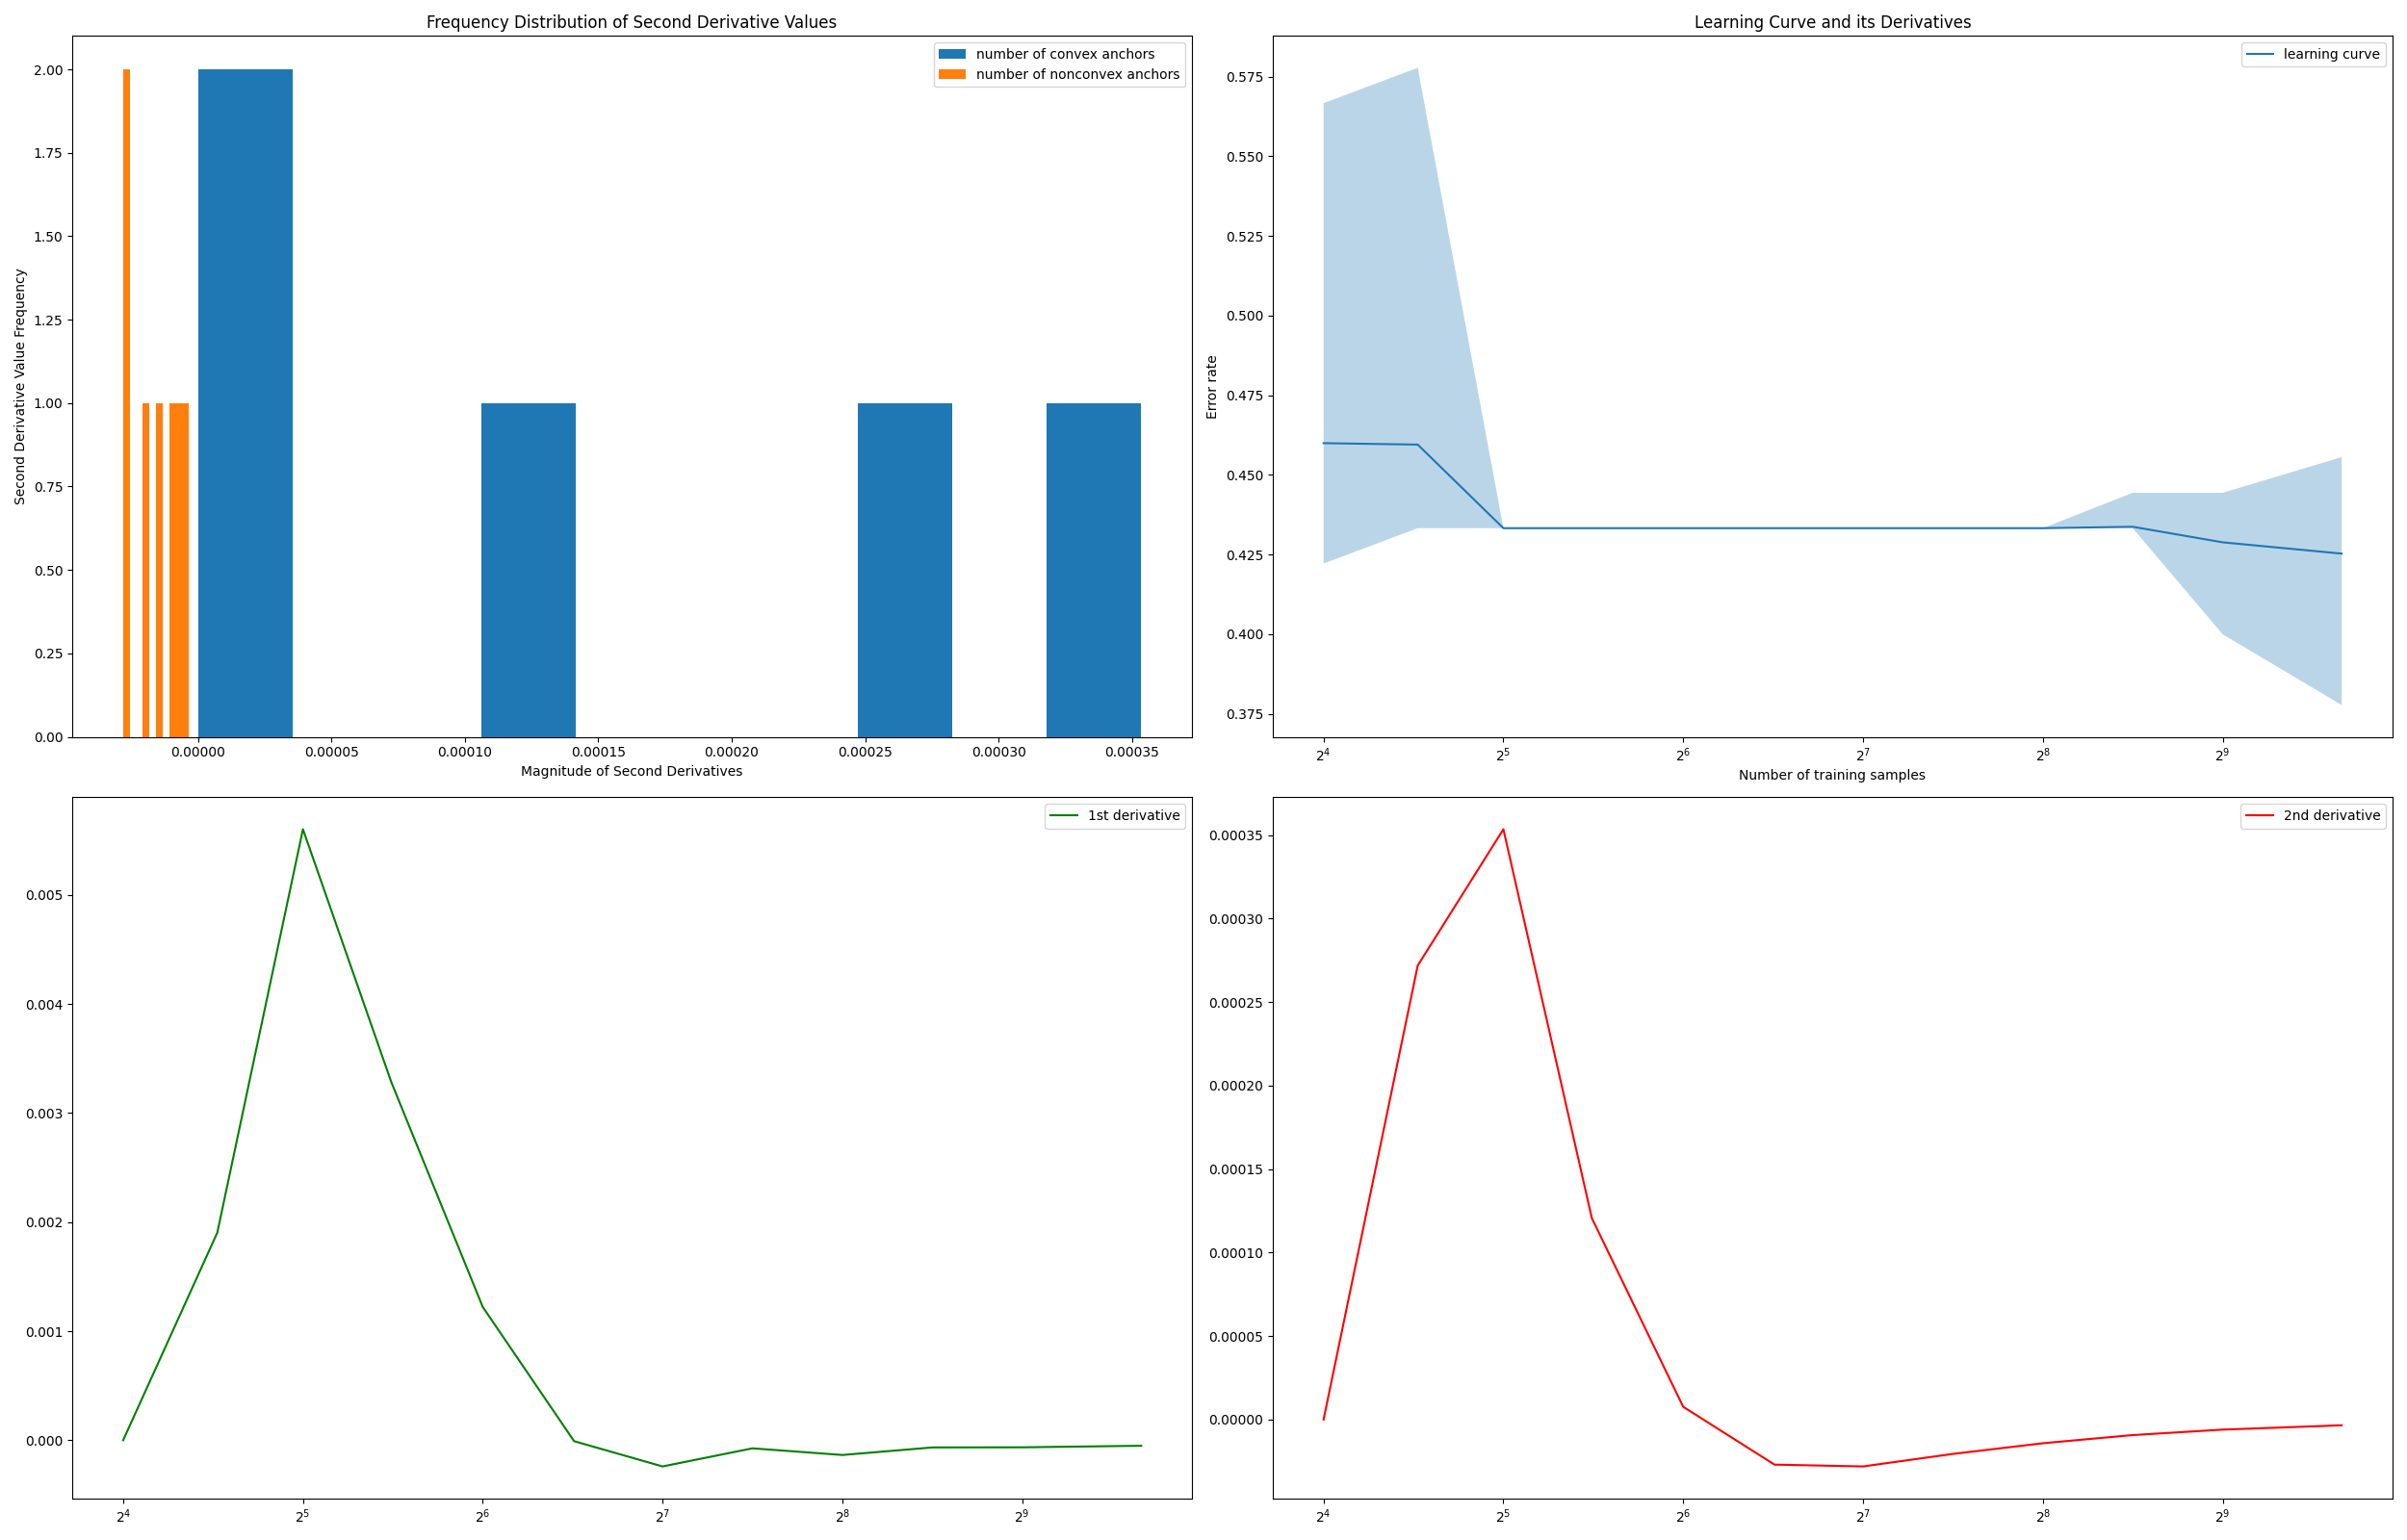 Frequency Distribution of Second Derivative Values
number of convex anchors
number of nonconvex anchors
Second Derivative Value Frequency
2.00
1.75
1.50
1.25
1.00
0.75
0.50
0.25
0.00
0.00000 0.00005 0.00010 0.00015 0.00020 0.00025 0.00030 0.00035
Magnitude of Second Derivatives
Learning Curve and its Derivatives
learning curve
Error rate
0.575
0.550
0.525
0.500
0.475
0.450
0.425
0.400
0.375
2⁴ 2⁵ 2⁶ 2⁷ 2⁸ 2⁹
Number of training samples
1st derivative
0.005
0.004
0.003
0.002
0.001
0.000
2⁴ 2⁵ 2⁶ 2⁷ 2⁸ 2⁹
2nd derivative
0.00035
0.00030
0.00025
0.00020
0.00015
0.00010
0.00005
0.00000
2⁴ 2⁵ 2⁶ 2⁷ 2⁸ 2⁹